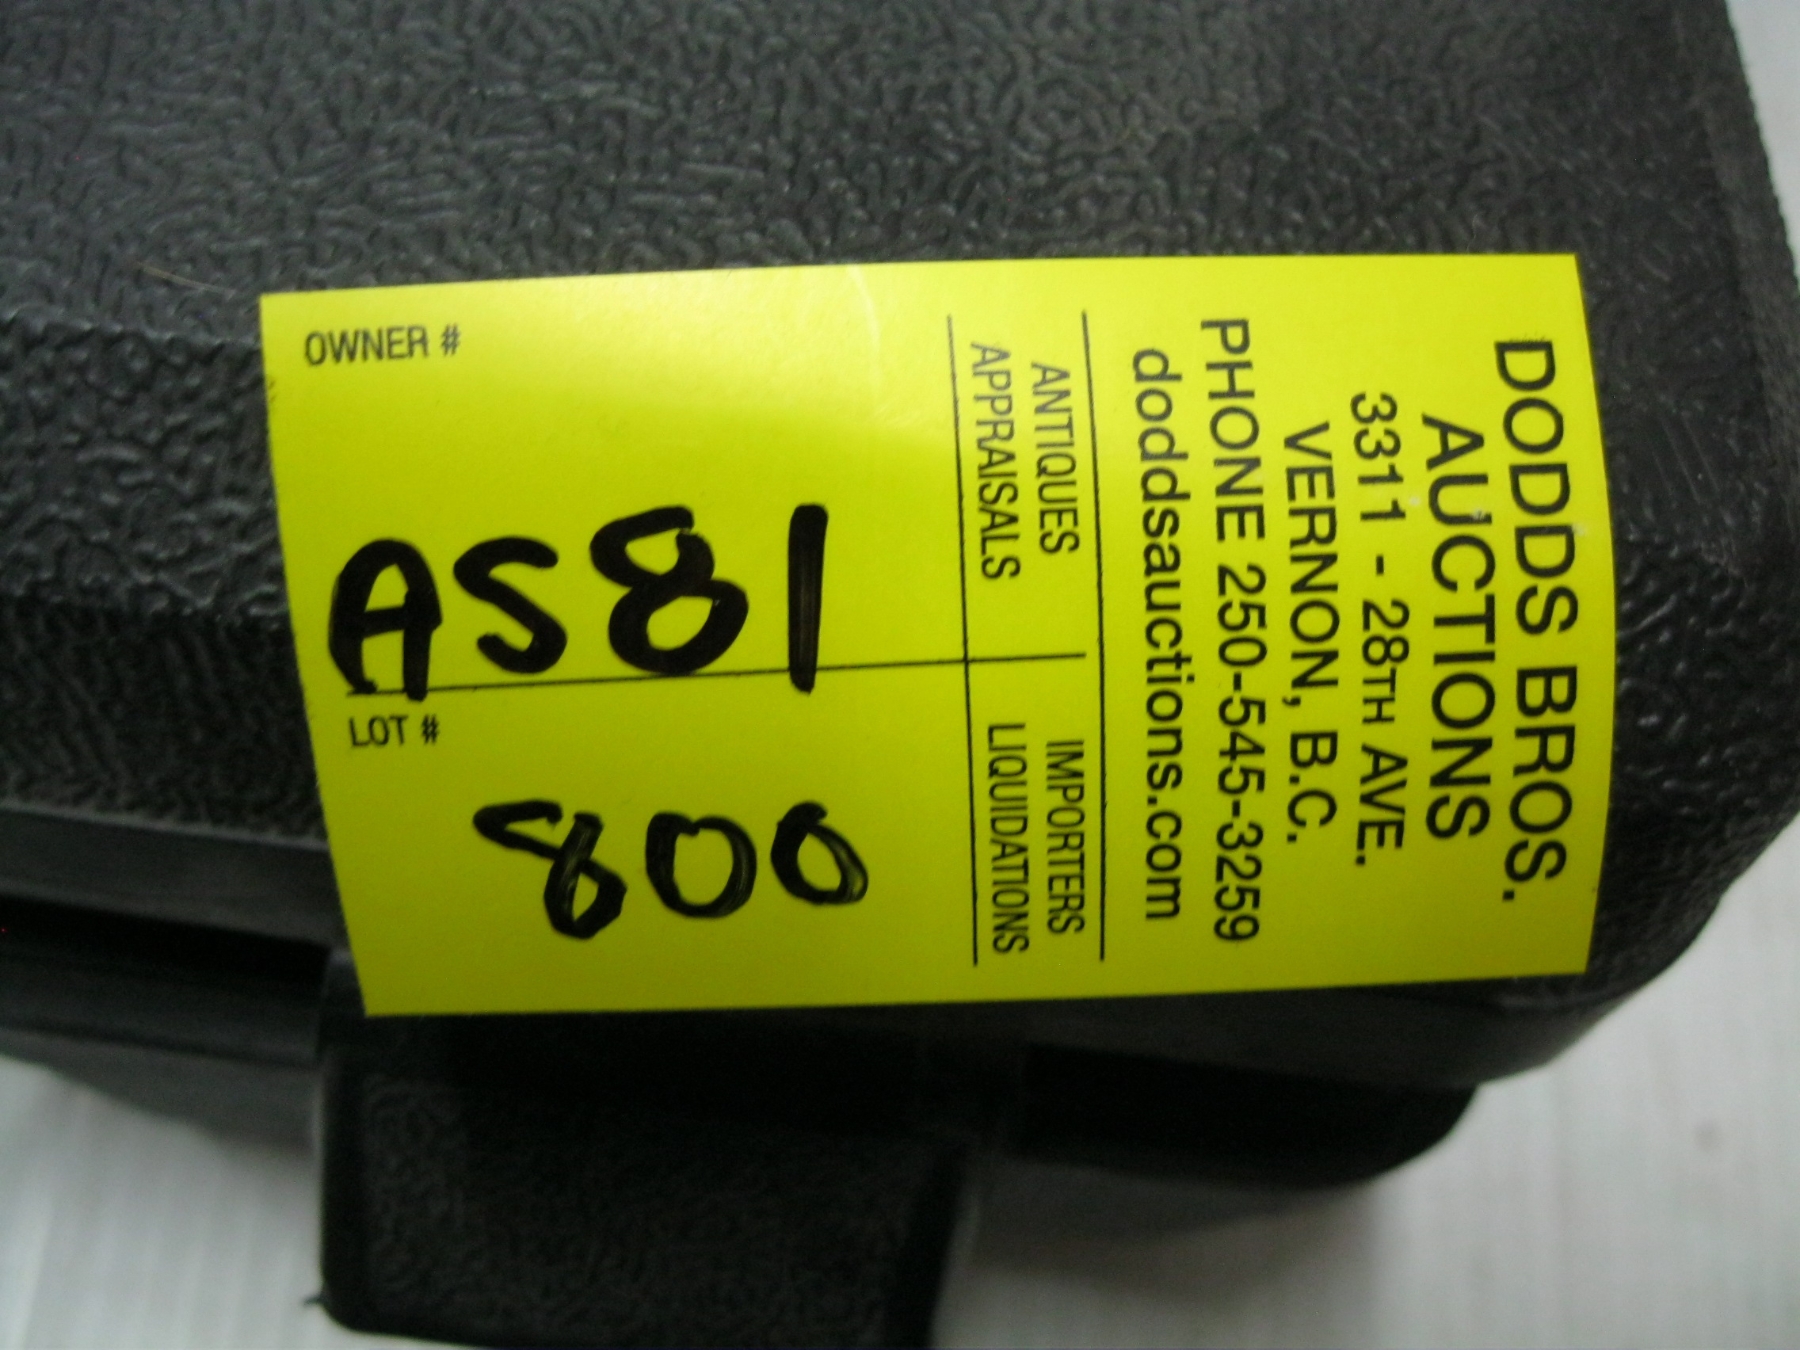 DODDS BROS.
AUCTIONS
3311 - 28TH AVE.
VERNON, B.C.
PHONE 250-545-3259
doddsauctions.com
ANTIQUES
APPRAISALS
IMPORTERS
LIQUIDATIONS
OWNER #
AS81
LOT #
800